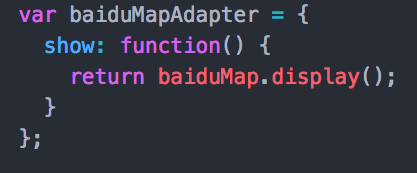 var baiduMapAdapter = {
  show: function() {
    return baiduMap.display();
  }
};